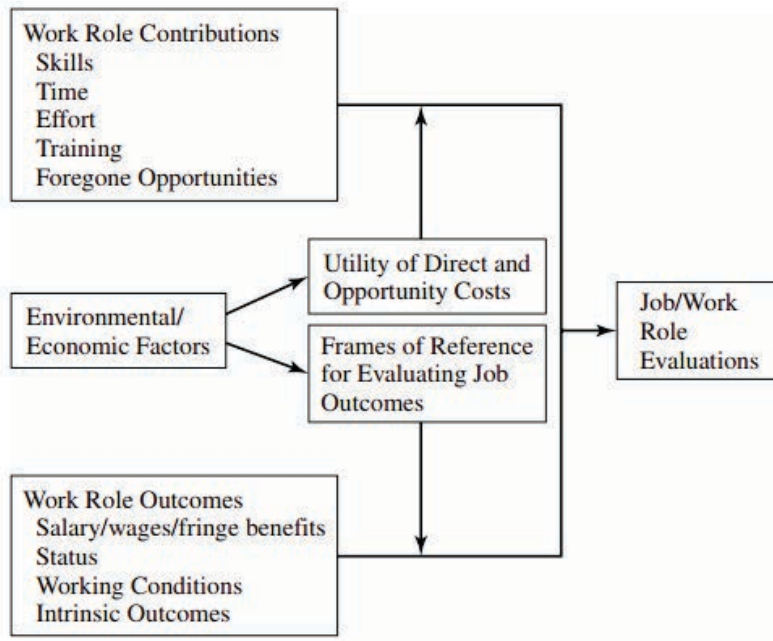 Work Role Contributions
Skills
Time
Effort
Training
Foregone Opportunities
Utility of Direct and
Opportunity Costs
Environmental/
Economic Factors
Frames of Reference
for Evaluating Job
Outcomes
Job/Work
Role
Evaluations
Work Role Outcomes
Salary/wages/fringe benefits
Status
Working Conditions
Intrinsic Outcomes